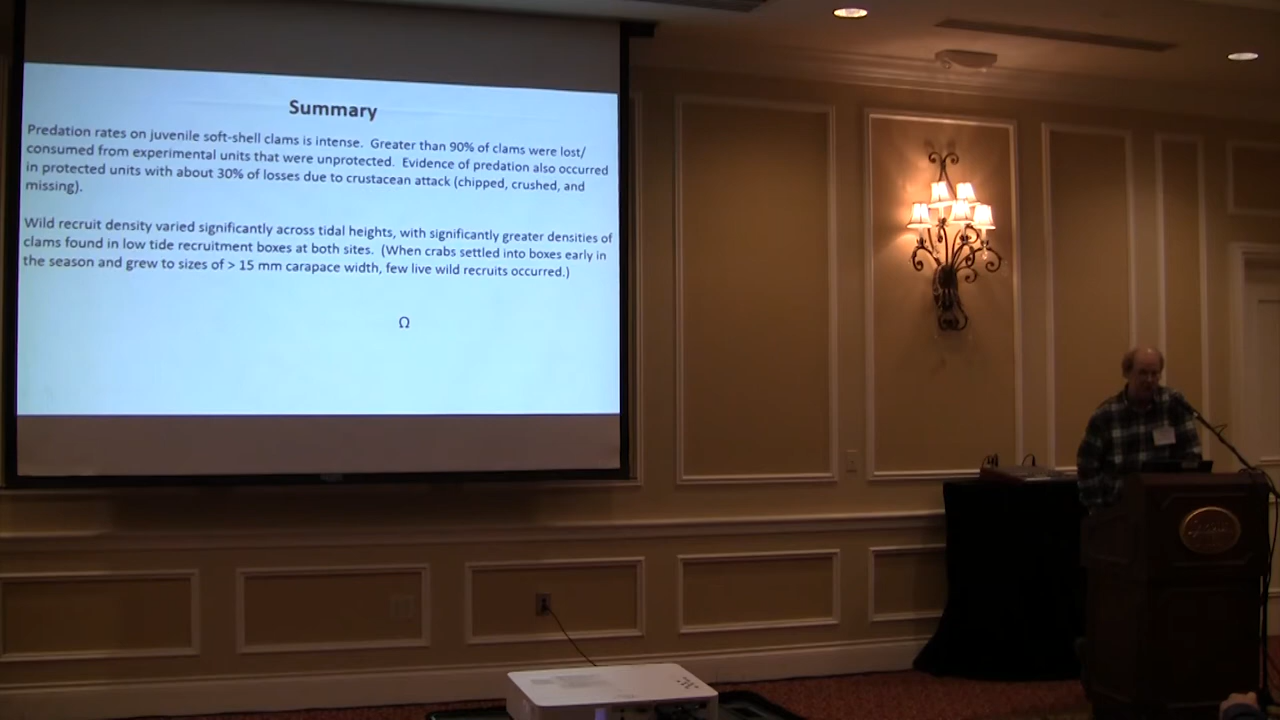 Summary
Predation rates on juvenile soft-shell clams is intense. Greater than 90% of clams were lost/
consumed from experimental units that were unprotected. Evidence of predation also occurred
in protected units with about 30% of losses due to crustacean attack (chipped, crushed, and
missing).
Wild recruit density varied significantly across tidal heights, with significantly greater densities of
clams found in low tide recruitment boxes at both sites. (When crabs settled into boxes early in
the season and grew to sizes of > 15 mm carapace width, few live wild recruits occurred.)
Ω